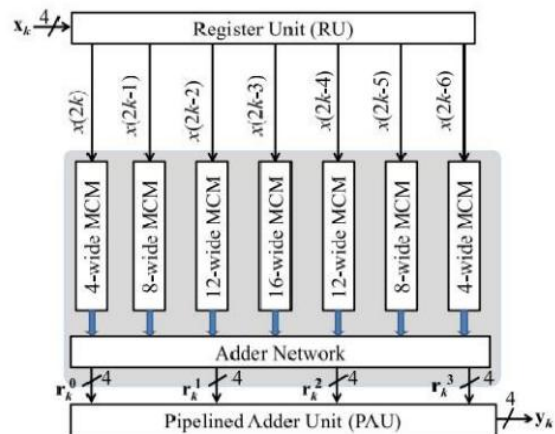 x_k 4 Register Unit (RU)
x(2k)
x(2k-1)
x(2k-2)
x(2k-3)
x(2k-4)
x(2k-5)
x(2k-6)
4-wide MCM
8-wide MCM
12-wide MCM
16-wide MCM
12-wide MCM
8-wide MCM
4-wide MCM
Adder Network
r_k^0 4
r_k^1 4
r_k^2 4
r_k^3 4
Pipelined Adder Unit (PAU) 4 y_k